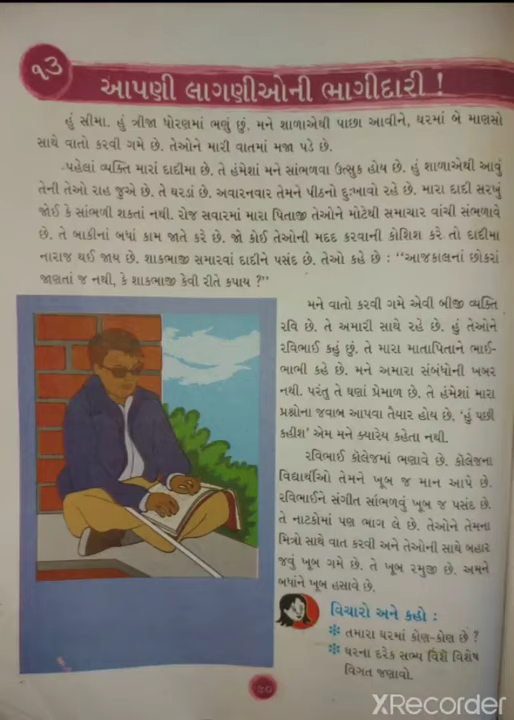 ૧૩
આપણી લાગણીઓની ભાગીદારી !
હું સીમા. હું ત્રીજા ધોરણમાં ભણું છું. મને શાળાએથી પાછા આવીને, ઘરમાં બે માણસો
સાથે વાતો કરવી ગમે છે. તેઓને મારી વાતમાં મજા પડે છે.
પહેલાં વ્યક્તિ મારાં દાદીમા છે. તે હંમેશાં મને સાંભળવા ઉત્સુક હોય છે. હું શાળાએથી આવું
તેની તેઓ રાહ જુએ છે. તે ઘરડાં છે. અવારનવાર તેમને પીઠનો દુઃખાવો રહે છે. મારા દાદી સરખું
જોઈ કે સાંભળી શકતાં નથી. રોજ સવારમાં મારા પિતાજી તેઓને મોટેથી સમાચાર વાંચી સંભળાવે
છે. તે બાકીનાં બધાં કામ જાતે કરે છે. જો કોઈ તેઓની મદદ કરવાની કોશિશ કરે તો દાદીમા
નારાજ થઈ જાય છે. શાકભાજી સમારવાં દાદીને પસંદ છે. તેઓ કહે છે : “આજકાલનાં છોકરાં
જાણતાં જ નથી, કે શાકભાજી કેવી રીતે કપાય ?”
મને વાતો કરવી ગમે એવી બીજી વ્યક્તિ
રવિ છે. તે અમારી સાથે રહે છે. હું તેઓને
રવિભાઈ કહું છું. તે મારા માતાપિતાને ભાઈ-
ભાભી કહે છે. મને અમારા સંબંધોની ખબર
નથી. પરંતુ તે ઘણાં પ્રેમાળ છે. તે હંમેશાં મારા
પ્રશ્નોના જવાબ આપવા તૈયાર હોય છે. ‘હું પછી
કહીશ’ એમ મને ક્યારેય કહેતા નથી.
રવિભાઈ કૉલેજમાં ભણાવે છે. કૉલેજના
વિદ્યાર્થીઓ તેમને ખૂબ જ માન આપે છે.
રવિભાઈને સંગીત સાંભળવું ખૂબ જ પસંદ છે.
તે નાટકોમાં પણ ભાગ લે છે. તેઓને તેમના
મિત્રો સાથે વાત કરવી અને તેઓની સાથે બહાર
જવું ખૂબ ગમે છે. તે ખૂબ રમુજી છે. અમને
બધાંને ખૂબ હસાવે છે.
વિચારો અને કહો :
❇ તમારા ઘરમાં કોણ-કોણ છે ?
❇ ઘરના દરેક સભ્ય વિશે વિશેષ
વિગત જણાવો.
XRecorder